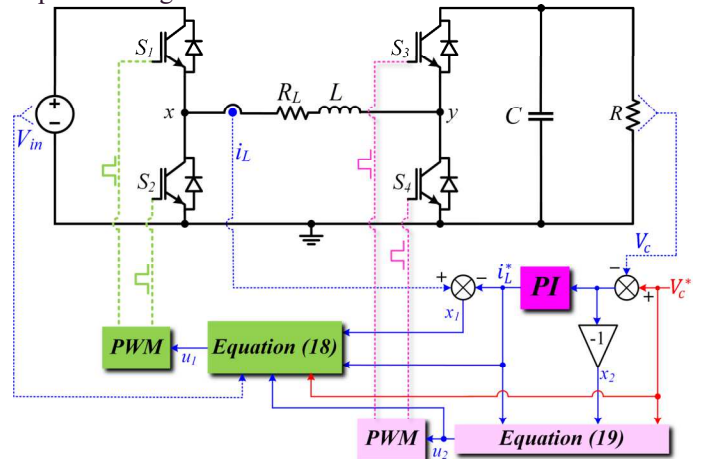 S1
S3
Vin
x
RL
L
y
C
R
iL
S2
S4
Vc
+
−
iL*
PI
−
+
Vc*
x1
-1
PWM
u1
Equation (18)
x2
PWM
u2
Equation (19)